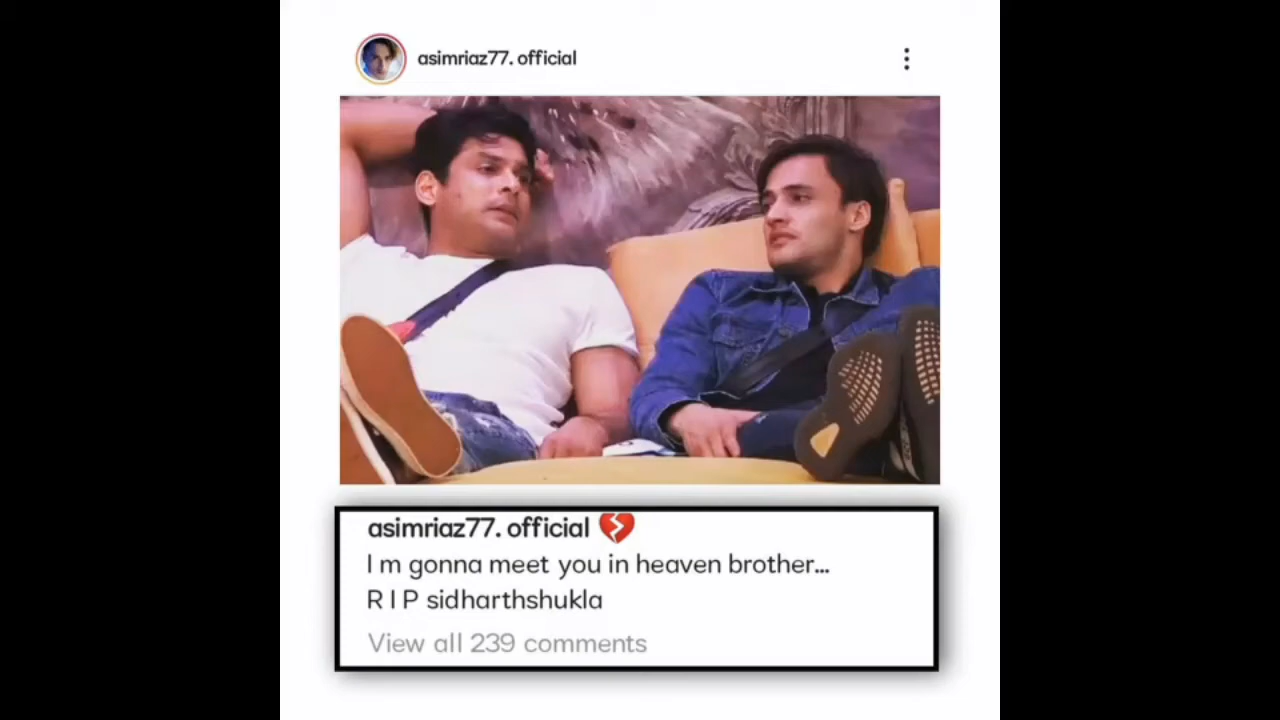 asimriaz77. official
asimriaz77. official 💔
I m gonna meet you in heaven brother...
R I P sidharthshukla
View all 239 comments